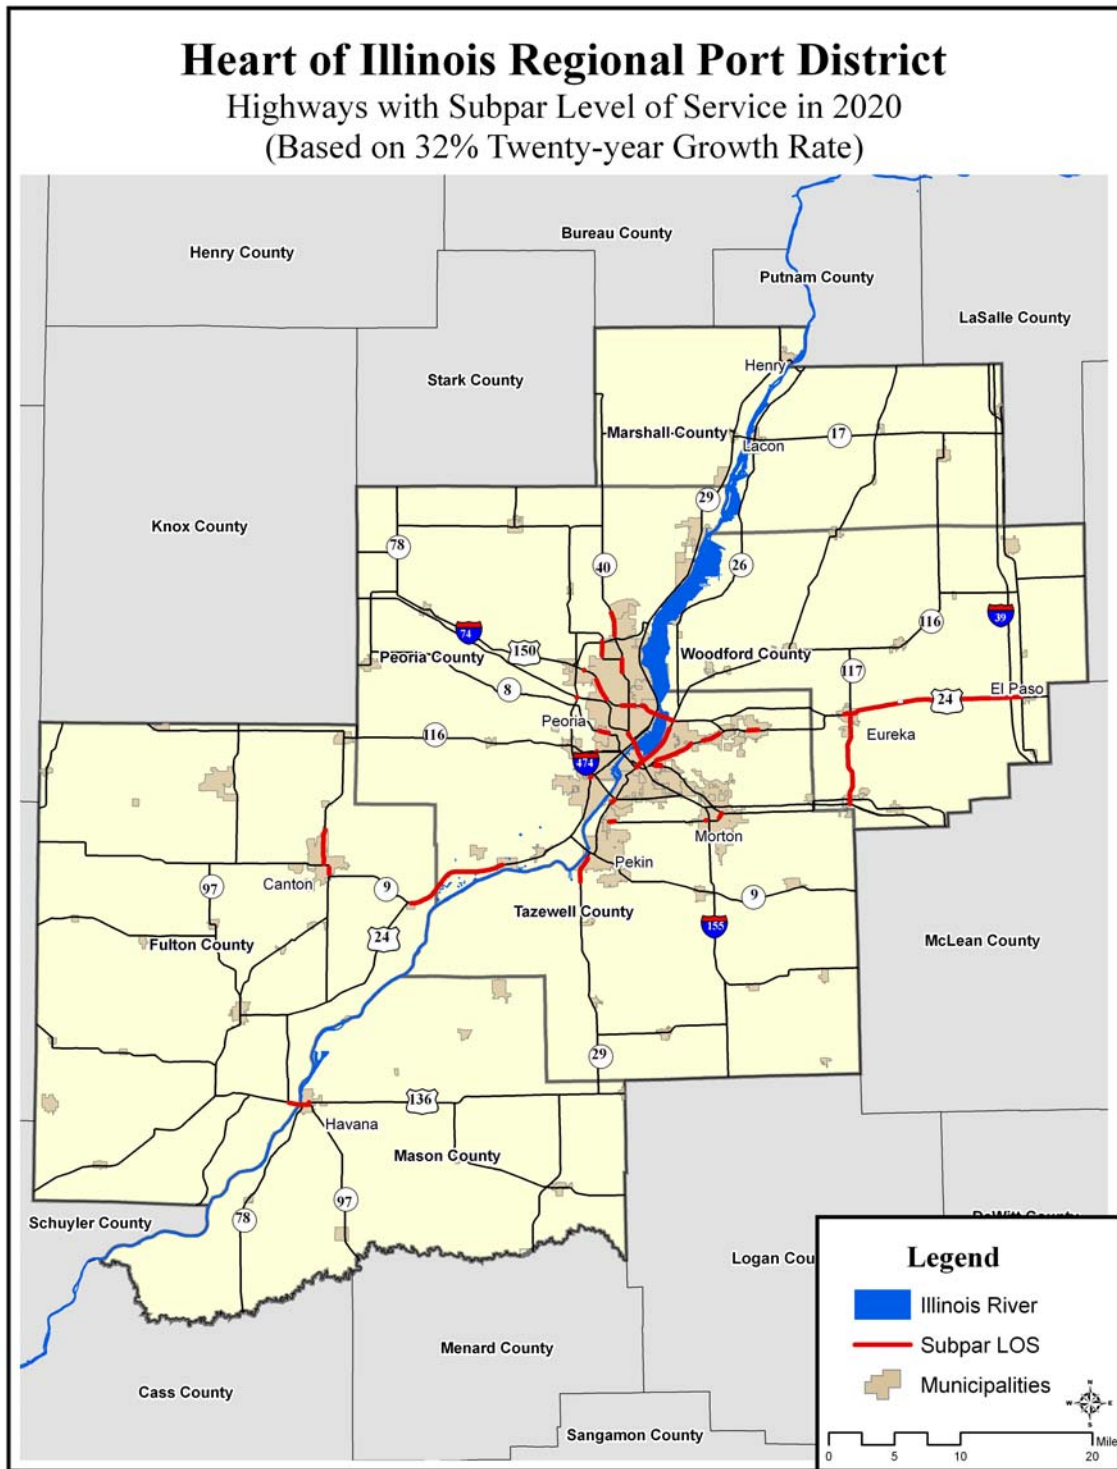 Heart of Illinois Regional Port District
Highways with Subpar Level of Service in 2020
(Based on 32% Twenty-year Growth Rate)
Henry County
Bureau County
Putnam County
LaSalle County
Stark County
Henry
Marshall County
Lacon
17
Knox County
29
78
40
26
74
150
Peoria County
Woodford County
116
39
117
8
24
El Paso
Peoria
116
Eureka
474
Morton
Canton
9
Pekin
97
9
Tazewell County
155
Fulton County
24
McLean County
29
136
Havana
Mason County
97
78
Schuyler County
DeWitt County
Logan Cou
Menard County
Cass County
Sangamon County
Legend
Illinois River
Subpar LOS
Municipalities
N
W
E
S
Mile
0
5
10
20